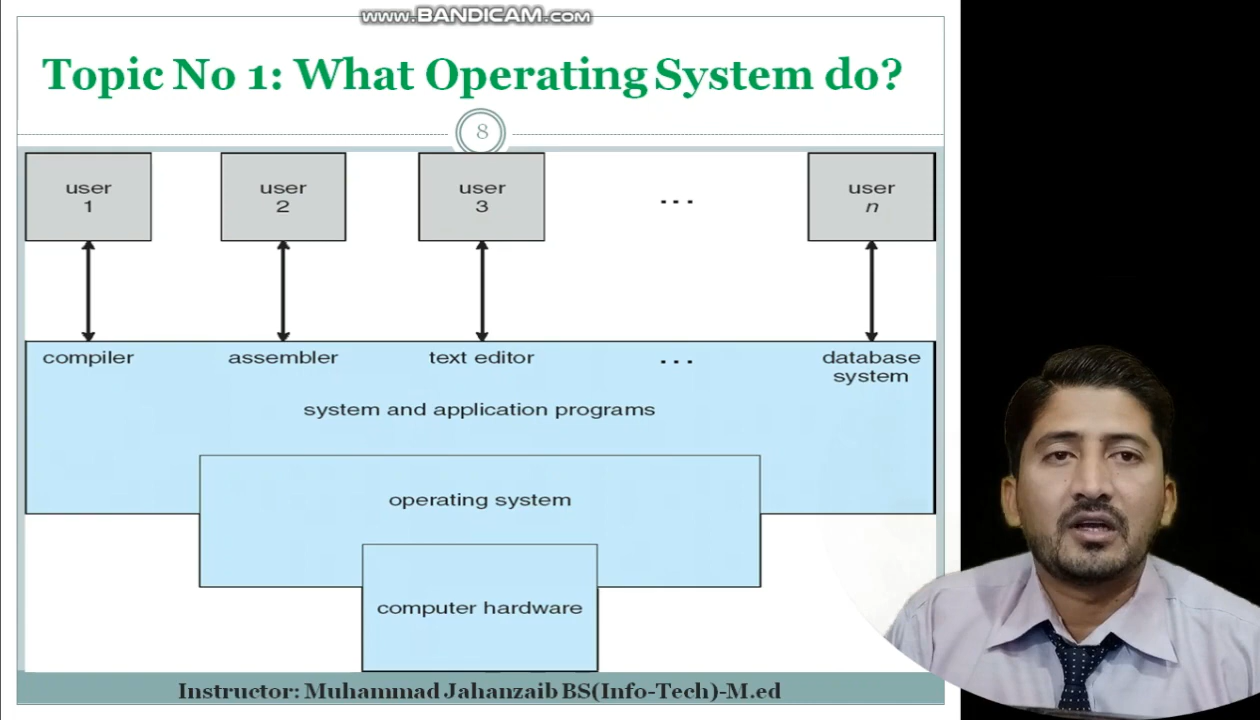 www.BANDICAM.com
Topic No 1: What Operating System do?
8
user
1
user
2
user
3
...
user
n
compiler
assembler
text editor
...
database
system
system and application programs
operating system
computer hardware
Instructor: Muhammad Jahanzaib BS(Info-Tech)-M.ed